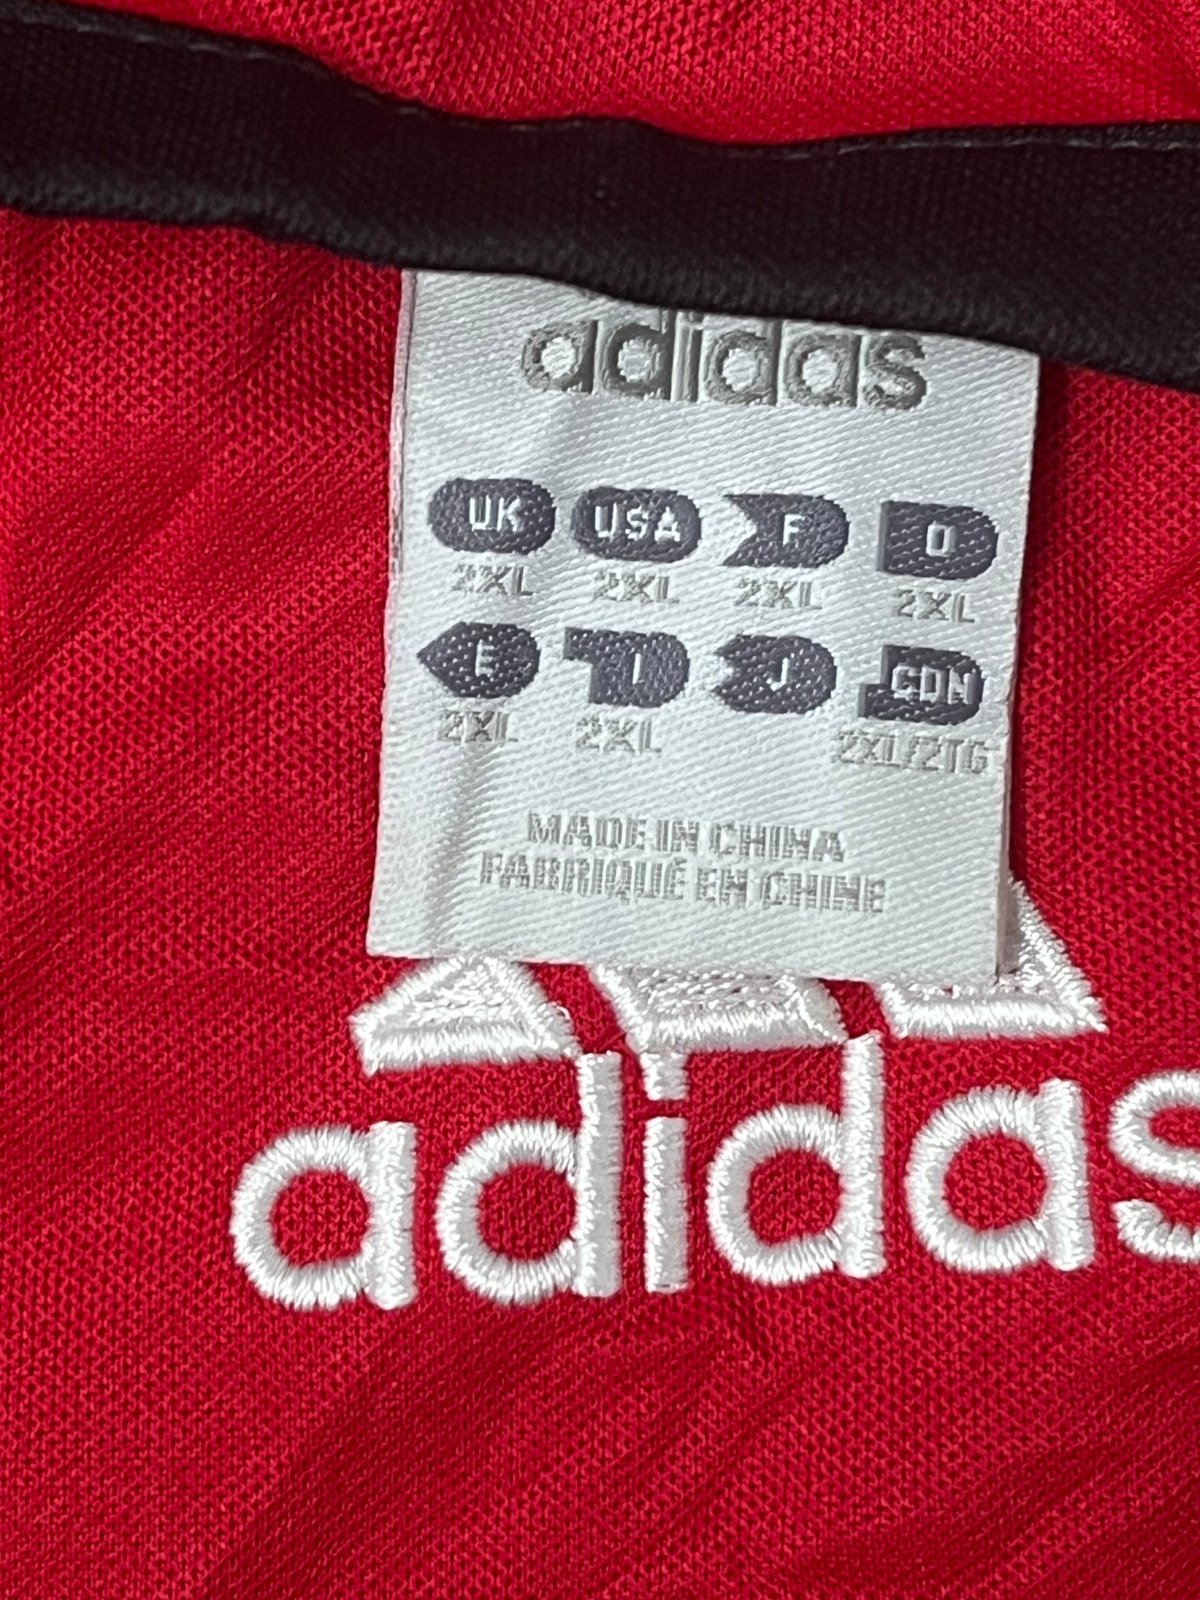 adidas
UK USA F D
2XL 2XL 2XL 2XL
E I J CDN
2XL 2XL 2XL/2TG
MADE IN CHINA
FABRIQUÉ EN CHINE
adidas